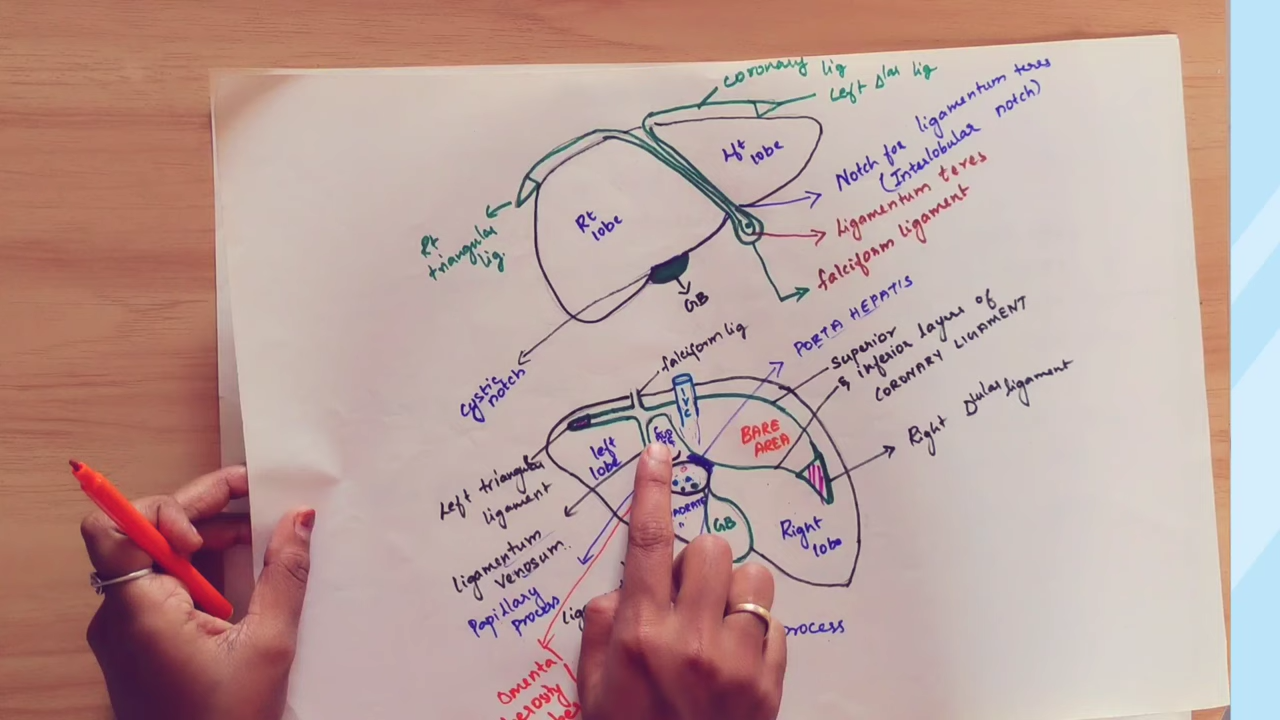 coronary lig
Left Δlar lig
Notch for ligamentum teres
(Interlobular notch)
Ligamentum teres
falciform ligament
Lft lobe
Rt
lobe
Rt
triangular
lig
GB
cystic
notch
falciform lig
PORTA HEPATIS
Superior
& inferior layers of
CORONARY LIGAMENT
Right Δular ligament
IVC
BARE
AREA
left
lobe
Left triangular
ligament
GB
Right
lobe
ligamentum
venosum.
Papillary
process
process
Omental